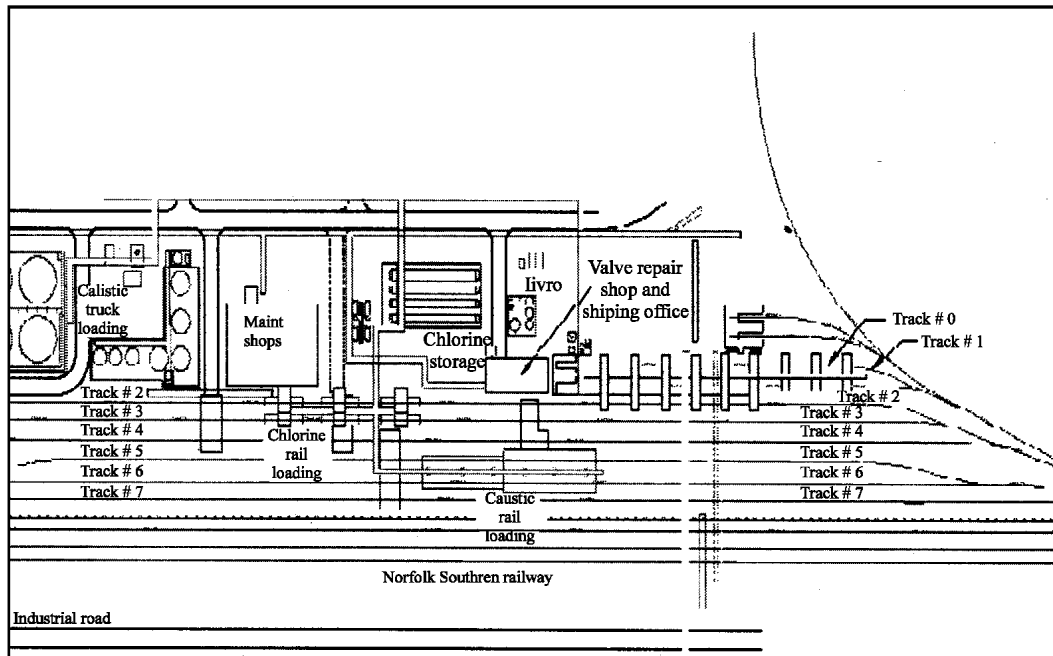 Calistic
truck
loading
Maint
shops
Chlorine
storage
livro
Valve repair
shop and
shiping office
Track # 0
Track # 1
Track # 2
Track # 2
Track # 3
Track # 4
Track # 5
Track # 6
Track # 7
Chlorine
rail
loading
Caustic
rail
loading
Track # 3
Track # 4
Track # 5
Track # 6
Track # 7
Norfolk Southren railway
Industrial road